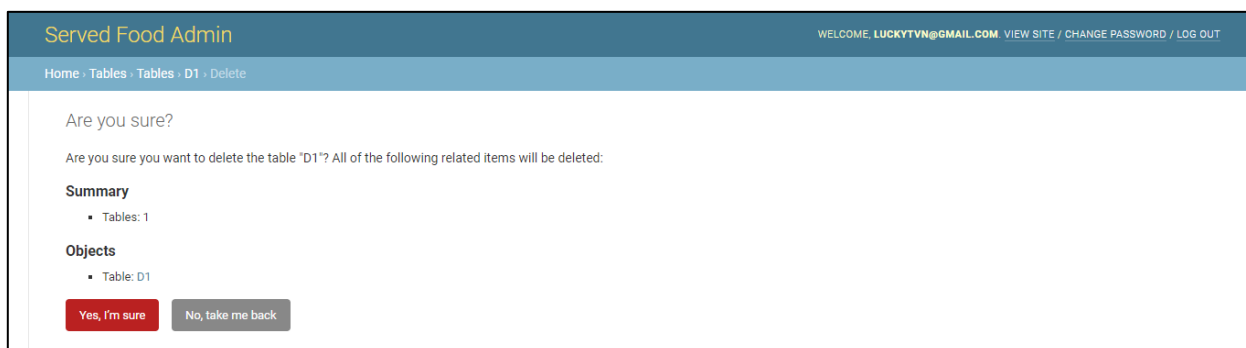 Served Food Admin
WELCOME, LUCKYTVN@GMAIL.COM. VIEW SITE / CHANGE PASSWORD / LOG OUT
Home › Tables › Tables › D1 › Delete
Are you sure?
Are you sure you want to delete the table "D1"? All of the following related items will be deleted:
Summary
▪ Tables: 1
Objects
▪ Table: D1
Yes, I'm sure
No, take me back